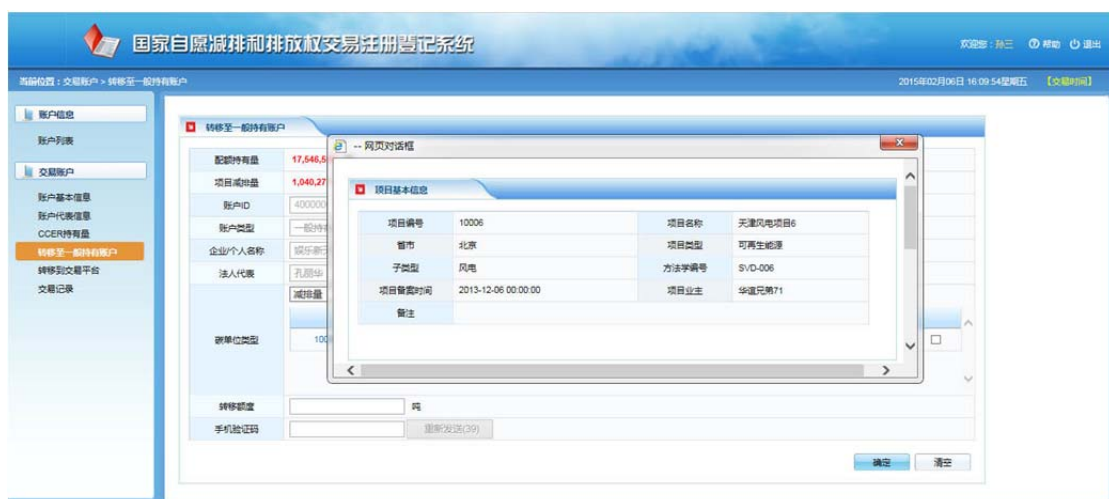 国家自愿减排和排放权交易注册登记系统
欢迎您：孙三 帮助 退出
当前位置：交易账户 > 转移至一般持有账户
2015年02月06日 16:09:54星期五 【交易时间】
账户信息
账户列表
交易账户
账户基本信息
账户代表信息
CCER持有量
转移至一般持有账户
转移到交易平台
交易记录
转移至一般持有账户
配额持有量 17,546,5
项目减排量 1,040,27
账户ID 400000
账户类型 一般持有
企业/个人名称 娱乐新
法人代表 孔丽华
减排量
碳单位类型 100
转移额度 吨
手机验证码 重新发送(39)
确定 清空
-- 网页对话框
项目基本信息
项目编号 10006 项目名称 天津风电项目6
省市 北京 项目类型 可再生能源
子类型 风电 方法学编号 SVD-006
项目备案时间 2013-12-06 00:00:00 项目业主 华谊兄弟71
备注